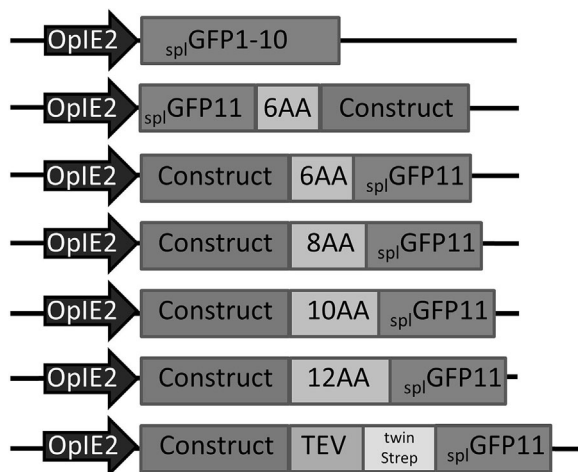 OpIE2 splGFP1-10
OpIE2 splGFP11 6AA Construct
OpIE2 Construct 6AA splGFP11
OpIE2 Construct 8AA splGFP11
OpIE2 Construct 10AA splGFP11
OpIE2 Construct 12AA splGFP11
OpIE2 Construct TEV twin Strep splGFP11